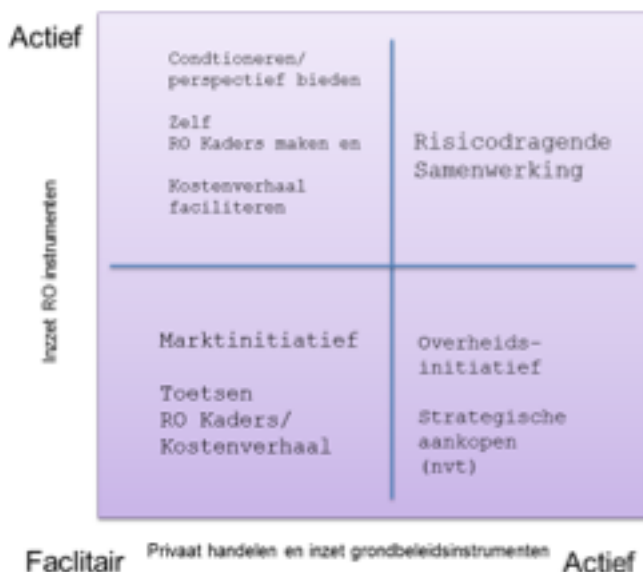 Actief
Condtioneren/
perspectief bieden
Zelf
RO Kaders maken en
Kostenverhaal
faciliteren
Risicodragende
Samenwerking
Inzzet RO instrumenten
Marktinitiatief
Toetsen
RO Kaders/
Kostenverhaal
Overheids-
initiatief
Strategische
aankopen
(nvt)
Faclitair
Privaat handelen en inzet grondbeleidsinstrumenten
Actief